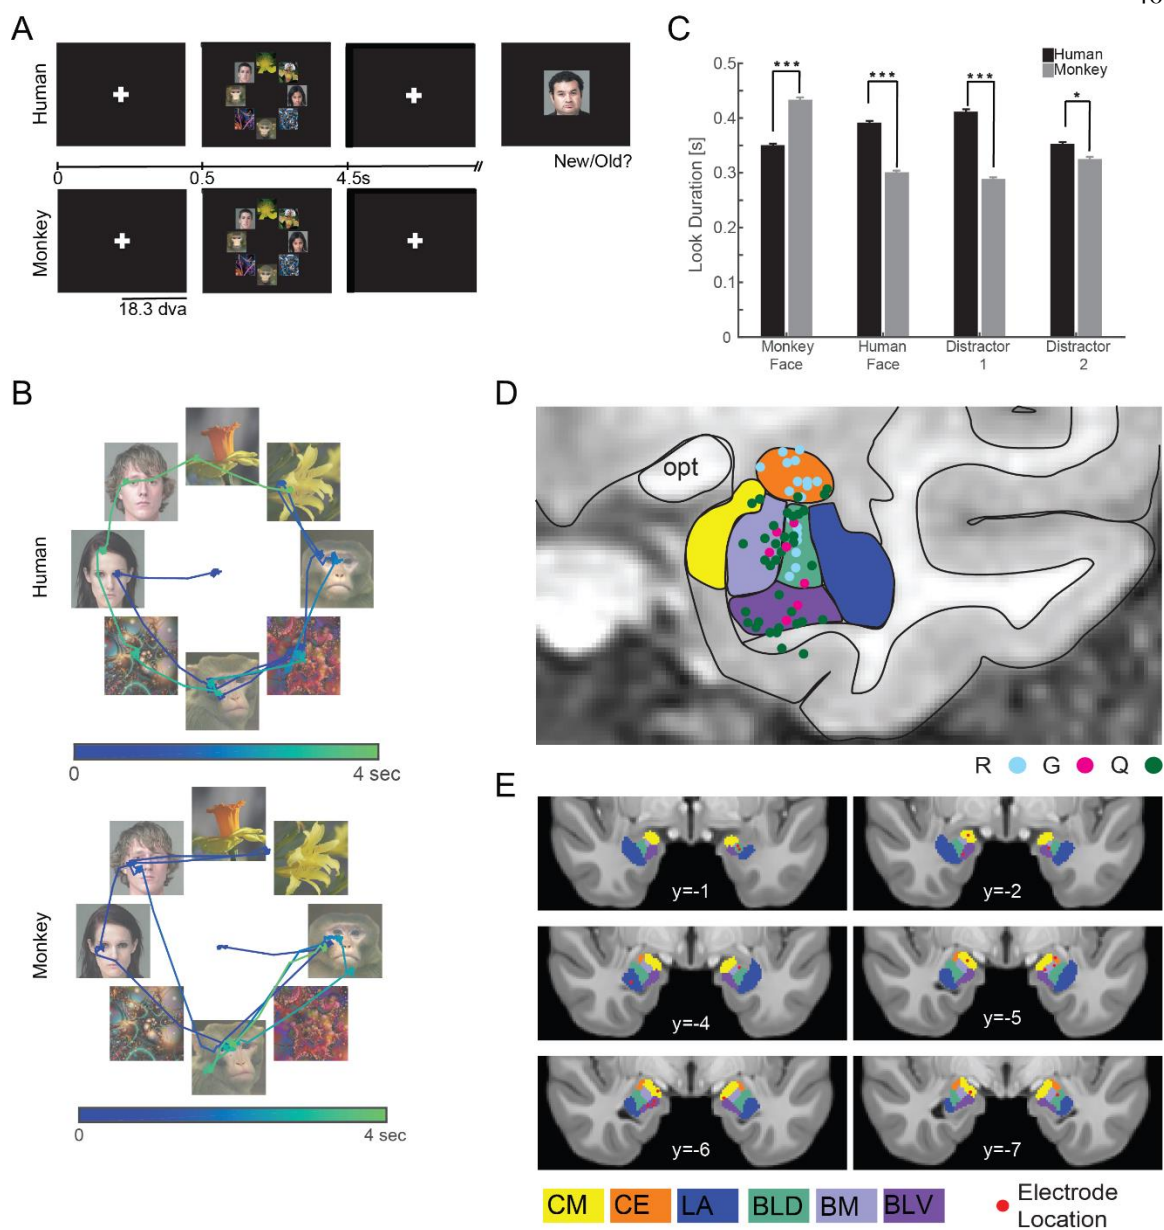 A
Human
0
0.5
4.5s
New/Old?
Monkey
18.3 dva
B
Human
0
4 sec
Monkey
0
4 sec
C
Human
Monkey
***
***
***
*
Look Duration [s]
0.5
0.4
0.3
0.2
0.1
0
Monkey Face
Human Face
Distractor 1
Distractor 2
D
opt
R G Q
E
y=-1
y=-2
y=-4
y=-5
y=-6
y=-7
CM CE LA BLD BM BLV
Electrode
Location